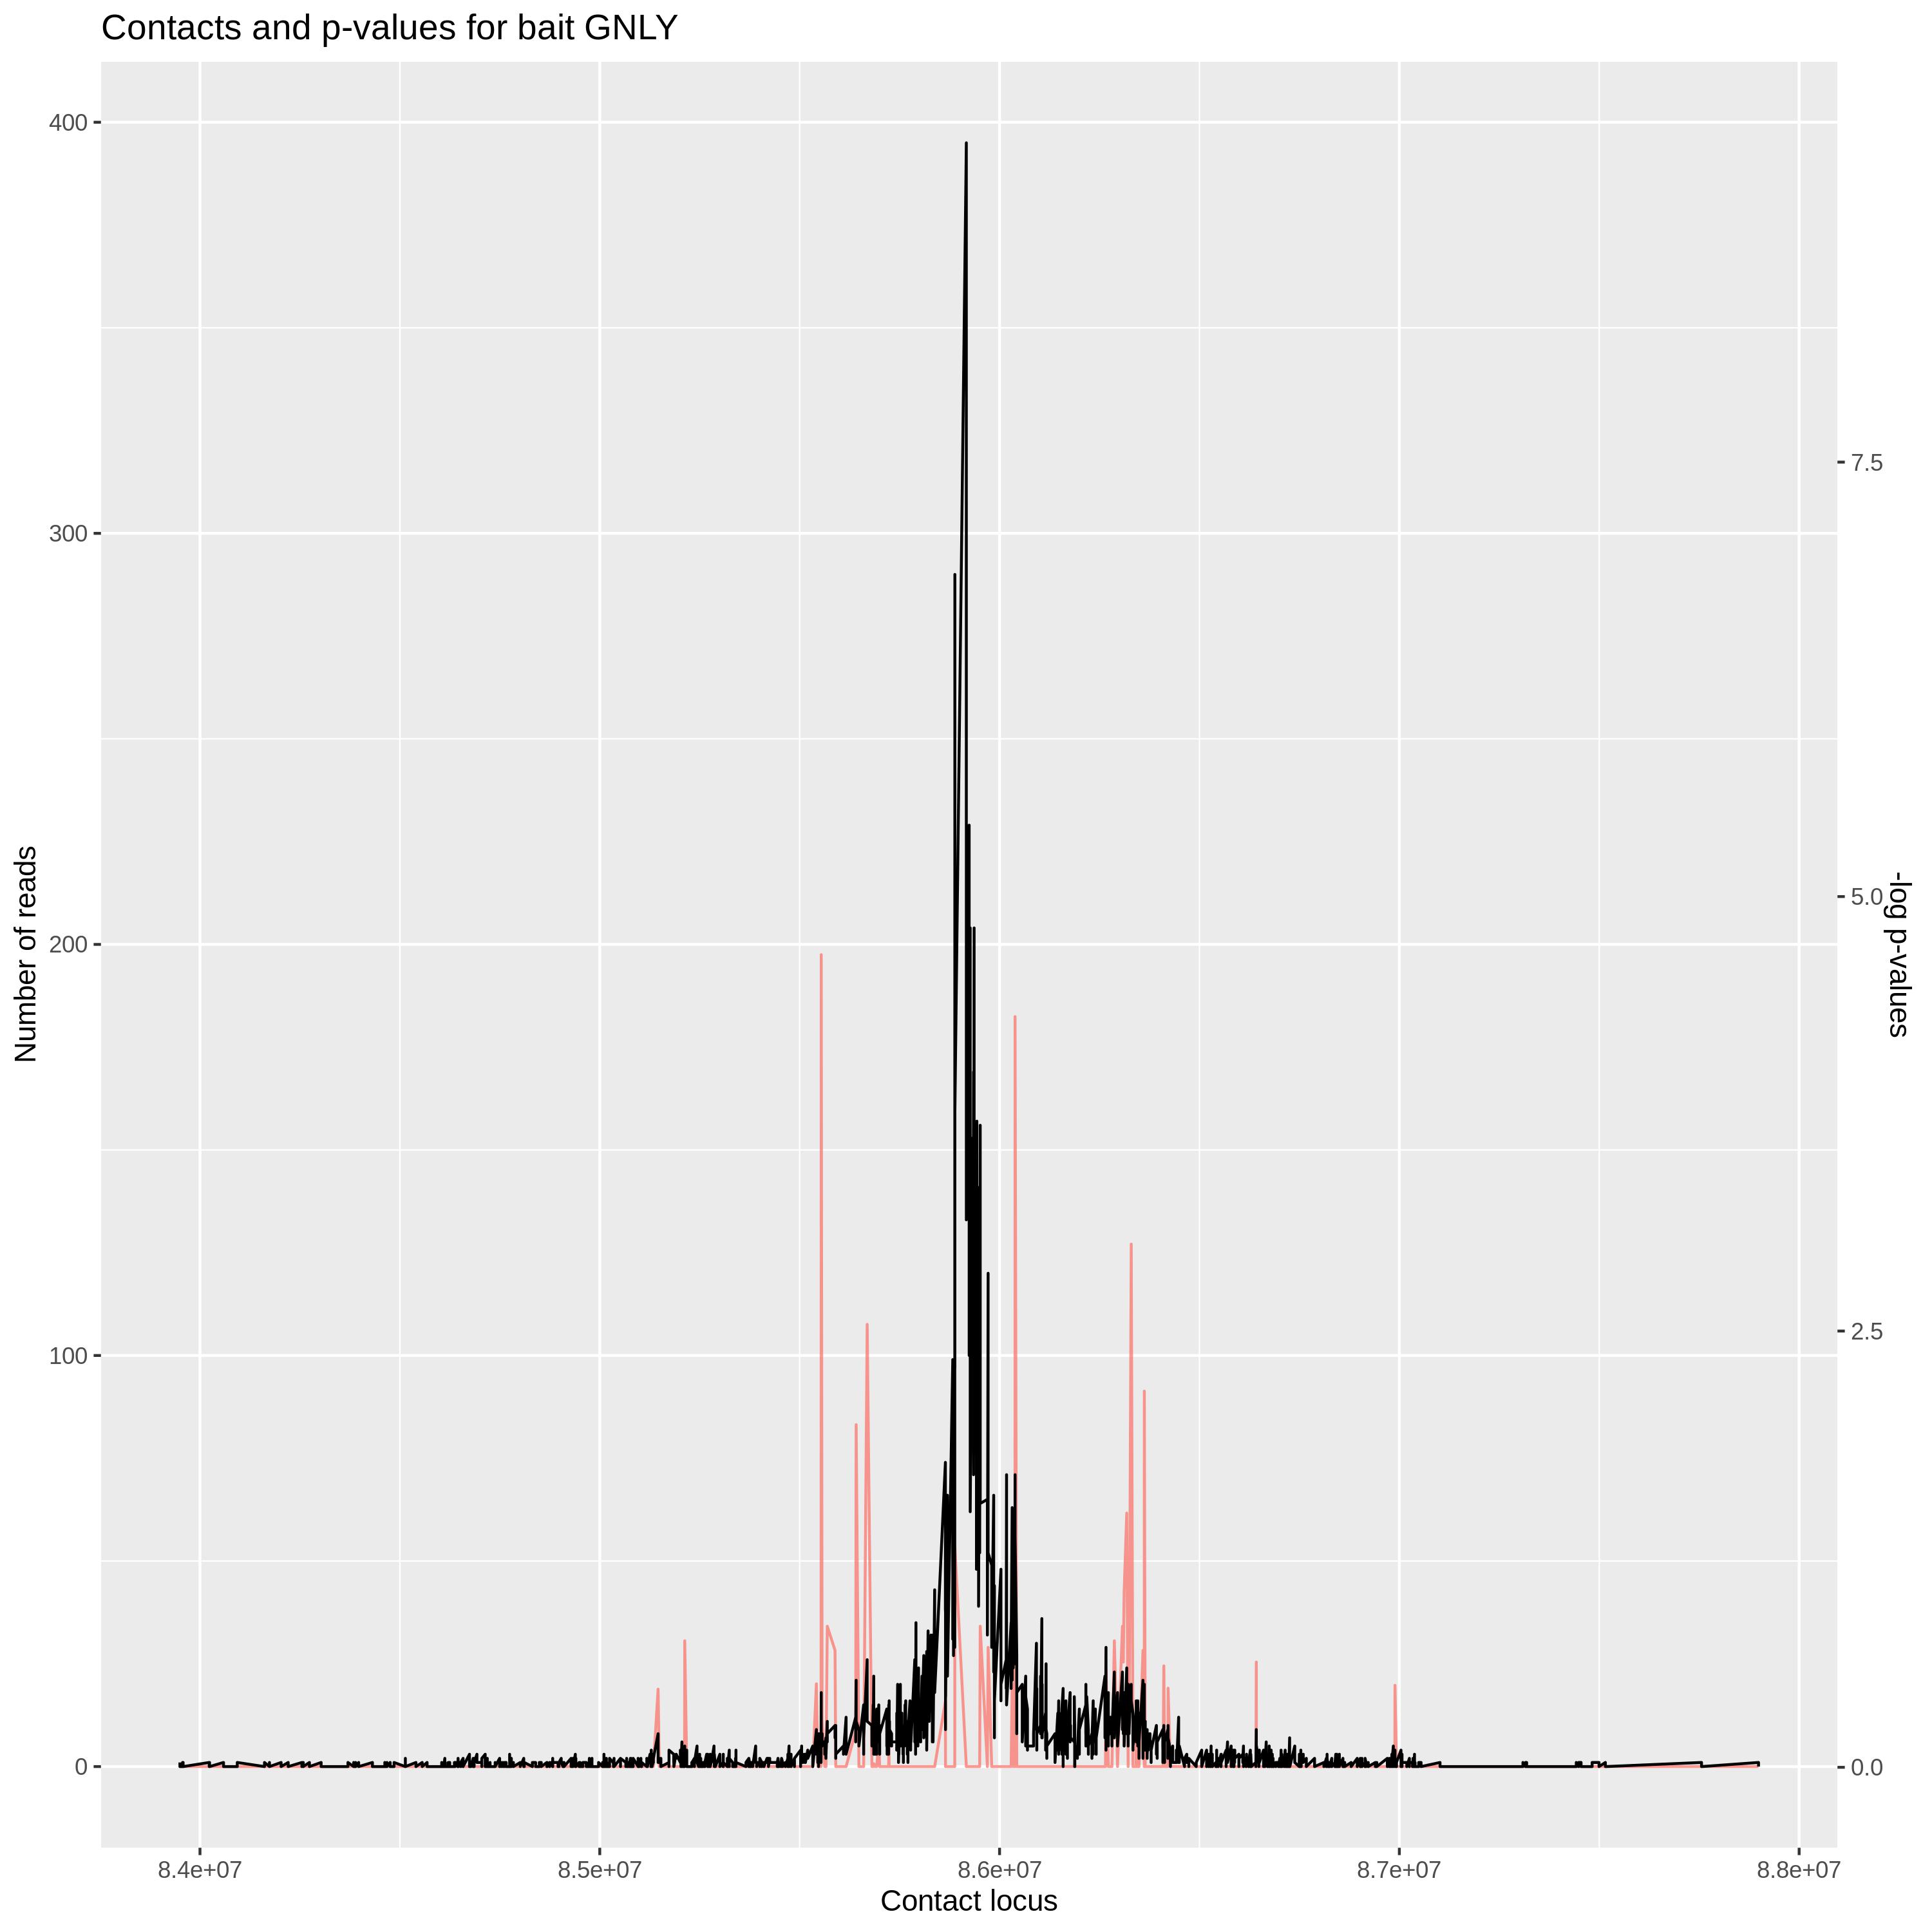 Contacts and p-values for bait GNLY
400
300
200
100
0
Number of reads
7.5
5.0
2.5
0.0
-log p-values
8.4e+07 8.5e+07 8.6e+07 8.7e+07 8.8e+07
Contact locus